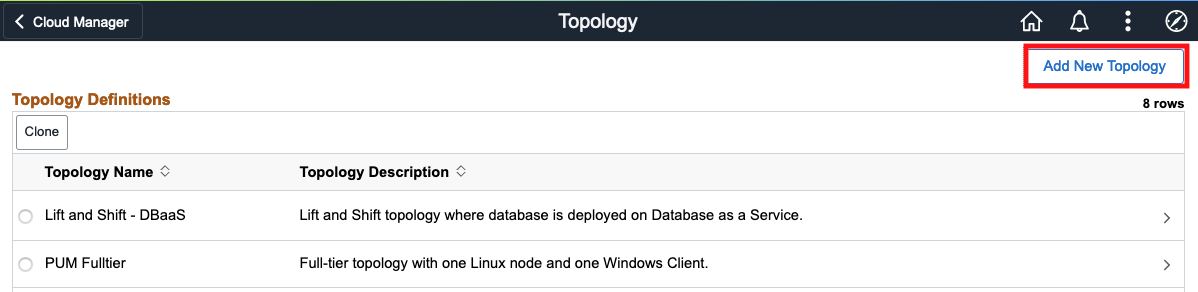 Cloud Manager
Topology
Add New Topology
Topology Definitions
8 rows
Clone
Topology Name Topology Description
Lift and Shift - DBaaS Lift and Shift topology where database is deployed on Database as a Service.
PUM Fulltier Full-tier topology with one Linux node and one Windows Client.